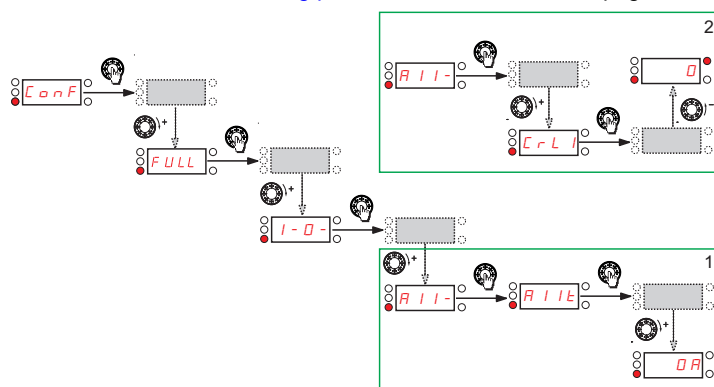 2
AI1-
0
ConF
+
-
+
CrL1
FULL
+
I-O-
+
1
AI1-
AI1t
+
0A